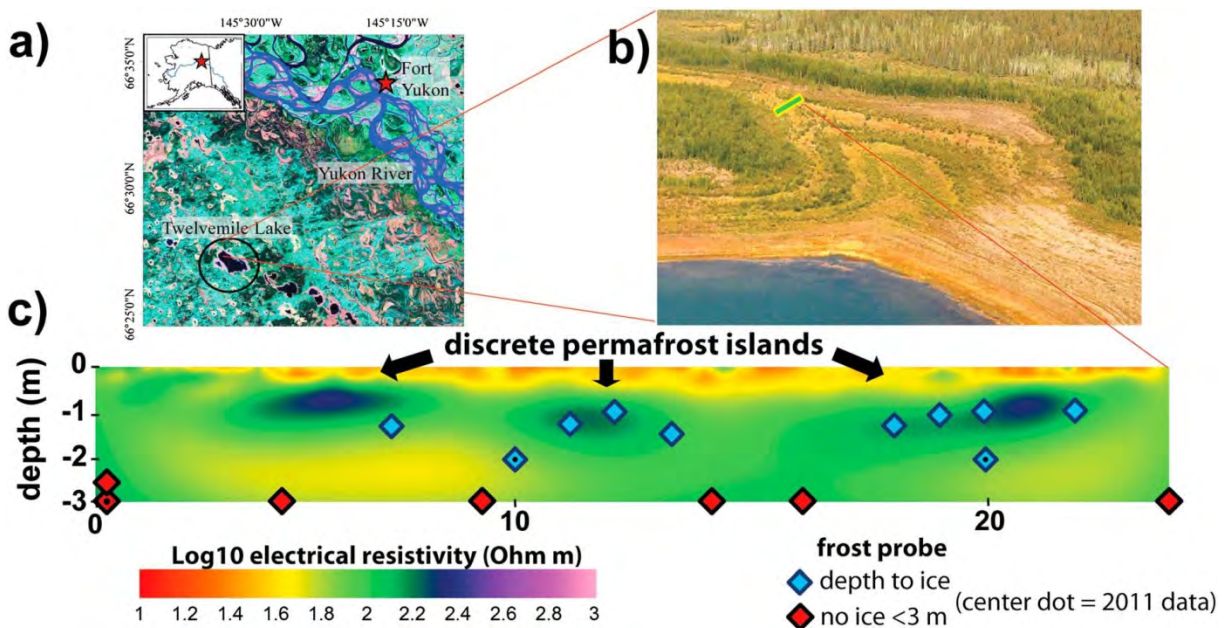 a)
145°30'0"W
145°15'0"W
66°35'0"N
66°30'0"N
66°25'0"N
Fort
Yukon
Yukon River
Twelvemile Lake
b)
c)
discrete permafrost islands
depth (m)
0
-1
-2
-3
0
10
20
Log10 electrical resistivity (Ohm m)
1 1.2 1.4 1.6 1.8 2 2.2 2.4 2.6 2.8 3
frost probe
depth to ice
no ice <3 m
(center dot = 2011 data)